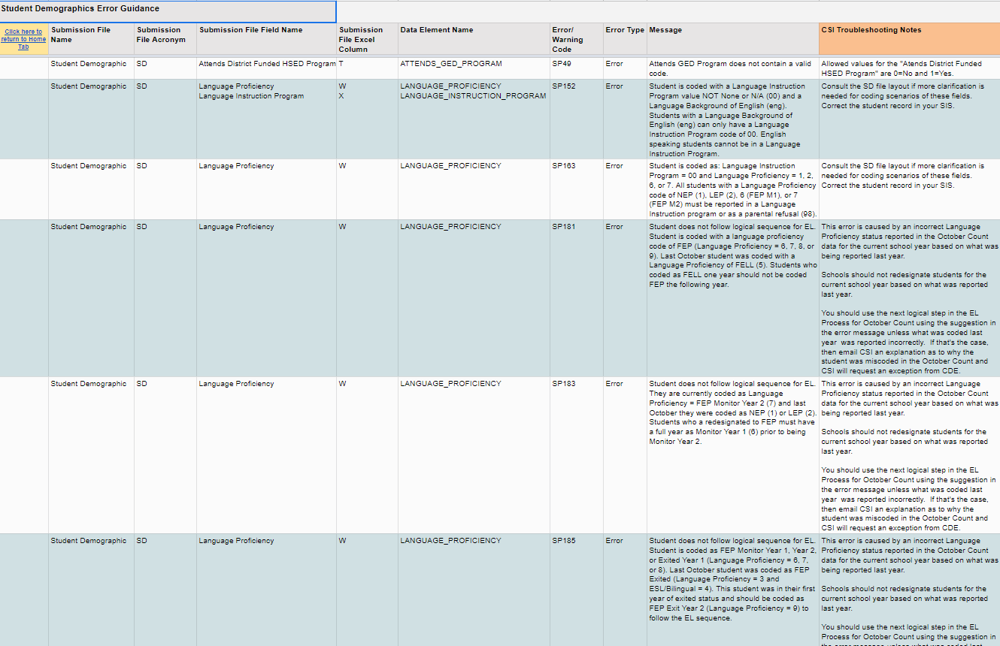 Student Demographics Error Guidance
Click here to
return to Home
Tab
Submission File
Name
Submission
File Acronym
Submission File Field Name
Submission
File Excel
Column
Data Element Name
Error/
Warning
Code
Error Type
Message
CSI Troubleshooting Notes
Student Demographic
SD
Attends District Funded HSED Program
T
ATTENDS_GED_PROGRAM
SP49
Error
Attends GED Program does not contain a valid
code.
Allowed values for the "Atends District Funded
HSED Program" are 0=No and 1=Yes.
Student Demographic
SD
Language Proficiency
Language Instruction Program
W
X
LANGUAGE_PROFICIENCY
LANGUAGE_INSTRUCTION_PROGRAM
SP152
Error
Student is coded with a Language Instruction
Program value NOT None or N/A (00) and a
Language Background of English (eng).
Students with a Language Background of
English (eng) can only have a Language
Instruction Program code of 00. English
speaking students cannot be in a Language
Instruction Program.
Consult the SD file layout if more clarification is
needed for coding scenarios of these fields.
Correct the student record in your SIS.
Student Demographic
SD
Language Proficiency
W
LANGUAGE_PROFICIENCY
SP163
Error
Student is coded as: Language Instruction
Program = 00 and Language Proficiency = 1, 2,
6, or 7. All students with a Language Proficiency
code of NEP (1), LEP (2), 6 (FEP M1), or 7
(FEP M2) must be reported in a Language
Instruction program or as a parental refusal (98).
Consult the SD file layout if more clarification is
needed for coding scenarios of these fields.
Correct the student record in your SIS.
Student Demographic
SD
Language Proficiency
W
LANGUAGE_PROFICIENCY
SP181
Error
Student does not follow logical sequence for EL.
Student is coded with a language proficiency
code of FEP (Language Proficiency = 6, 7, 8, or
9). Last October student was coded with a
Language Proficiency of FELL (5). Students who
coded as FELL one year should not be coded
FEP the following year.
This error is caused by an incorrect Language
Proficiency status reported in the October Count
data for the current school year based on what was
being reported last year.
Schools should not redesignate students for the
current school year based on what was reported
last year.
You should use the next logical step in the EL
Process for October Count using the suggestion in
the error message unless what was coded last
year  was reported incorrectly.  If that's the case,
then email CSI an explanation as to why the
student was miscoded in the October Count and
CSI will request an exception from CDE.
Student Demographic
SD
Language Proficiency
W
LANGUAGE_PROFICIENCY
SP183
Error
Student does not follow logical sequence for EL.
They are currently coded as Language
Proficiency = FEP Monitor Year 2 (7) and last
October they were coded as NEP (1) or LEP (2).
Students who a redesignated to FEP must have
a full year as Monitor Year 1 (6) prior to being
Monitor Year 2.
This error is caused by an incorrect Language
Proficiency status reported in the October Count
data for the current school year based on what was
being reported last year.
Schools should not redesignate students for the
current school year based on what was reported
last year.
You should use the next logical step in the EL
Process for October Count using the suggestion in
the error message unless what was coded last
year  was reported incorrectly.  If that's the case,
then email CSI an explanation as to why the
student was miscoded in the October Count and
CSI will request an exception from CDE.
Student Demographic
SD
Language Proficiency
W
LANGUAGE_PROFICIENCY
SP185
Error
Student does not follow logical sequence for EL.
Student is coded as FEP Monitor Year 1, Year 2,
or Exited Year 1 (Language Proficiency = 6, 7,
or 8). Last October student was coded as FEP
Exited (Language Proficiency = 3 and
ESL/Bilingual = 4). This student was in their first
year of exited status and should be coded as
FEP Exit Year 2 (Language Proficiency = 9) to
follow the EL sequence.
This error is caused by an incorrect Language
Proficiency status reported in the October Count
data for the current school year based on what was
being reported last year.
Schools should not redesignate students for the
current school year based on what was reported
last year.
You should use the next logical step in the EL
Process for October Count using the suggestion in